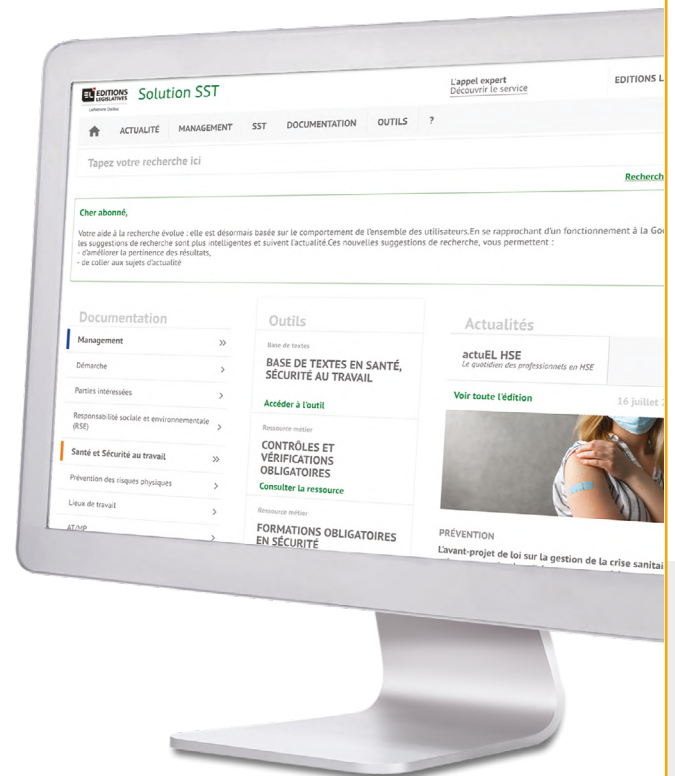 EDITIONS
LEGISLATIVES
Lefebvre Dalloz
Solution SST
L'appel expert
Découvrir le service
EDITIONS L
ACTUALITÉ MANAGEMENT SST DOCUMENTATION OUTILS ?
Tapez votre recherche ici
Recherch
Cher abonné,
Votre aide à la recherche évolue : elle est désormais basée sur le comportement de l'ensemble des utilisateurs.En se rapprochant d'un fonctionnement à la Goo
les suggestions de recherche sont plus intelligentes et suivent l'actualité.Ces nouvelles suggestions de recherche, vous permettent :
- d'améliorer la pertinence des résultats,
- de coller aux sujets d'actualité
Documentation
Management
Démarche
Parties intéressées
Responsabilité sociale et environnementale
(RSE)
Santé et Sécurité au travail
Prévention des risques physiques
Lieux de travail
AT/MP
Outils
Base de textes
BASE DE TEXTES EN SANTÉ,
SÉCURITÉ AU TRAVAIL
Accéder à l'outil
Ressource métier
CONTRÔLES ET
VÉRIFICATIONS
OBLIGATOIRES
Consulter la ressource
Ressource métier
FORMATIONS OBLIGATOIRES
EN SÉCURITÉ
Actualités
actuEL HSE
Le quotidien des professionnels en HSE
Voir toute l'édition
16 juillet
PRÉVENTION
L'avant-projet de loi sur la gestion de la crise sanitai